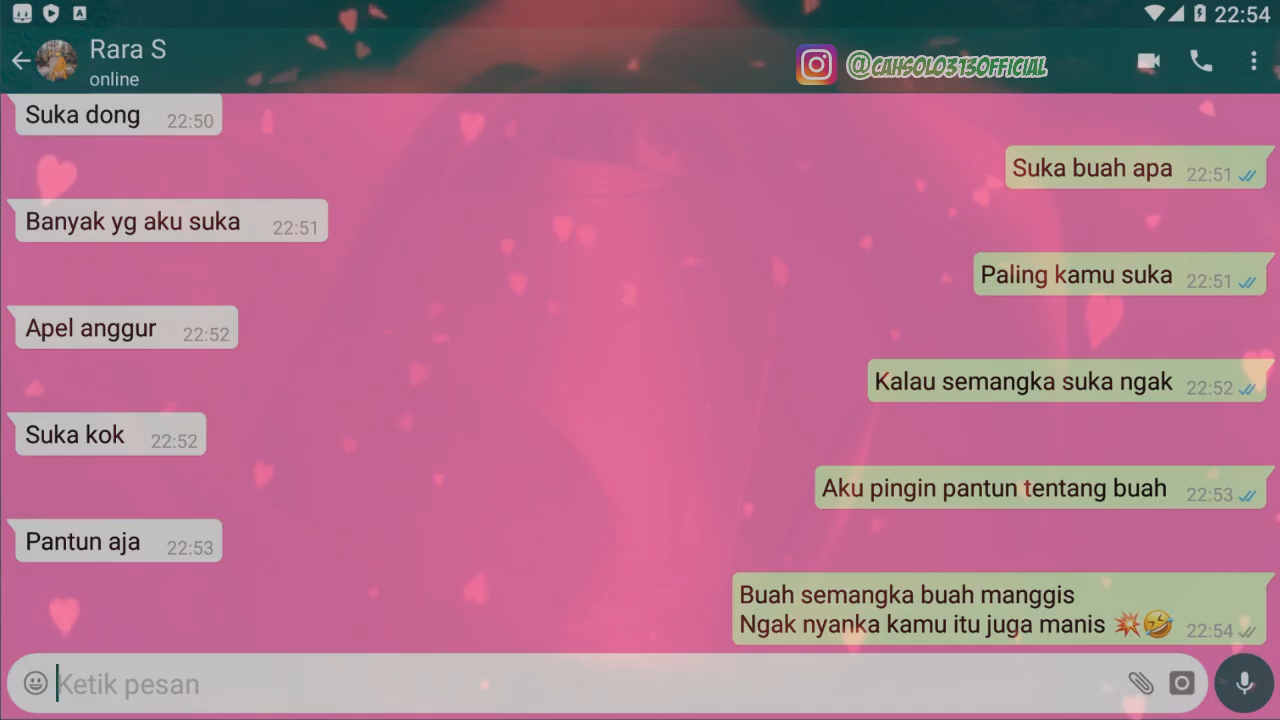 22:54
Rara S
online
@CAHSOLO313OFFICIAL
Suka dong 22:50
Suka buah apa 22:51
Banyak yg aku suka 22:51
Paling kamu suka 22:51
Apel anggur 22:52
Kalau semangka suka ngak 22:52
Suka kok 22:52
Aku pingin pantun tentang buah 22:53
Pantun aja 22:53
Buah semangka buah manggis
Ngak nyanka kamu itu juga manis 💥🤣 22:54
Ketik pesan